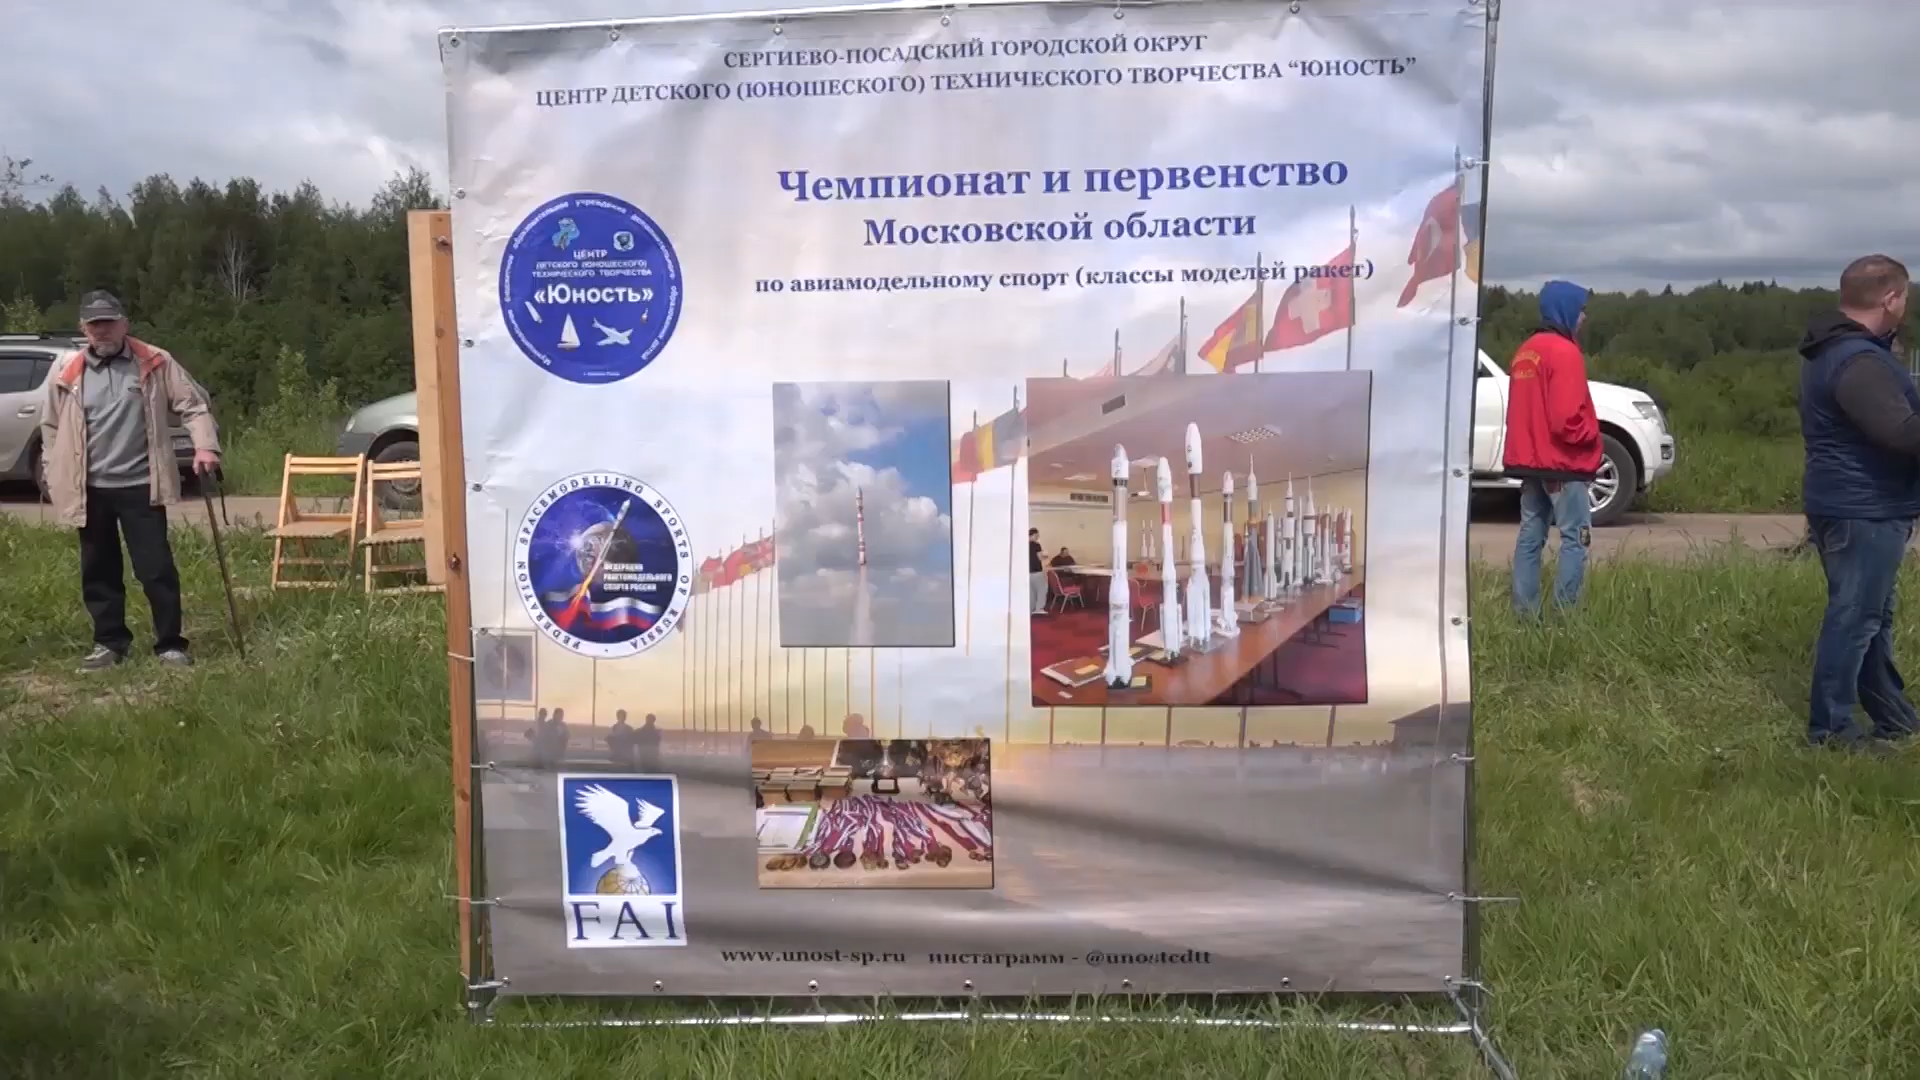 СЕРГИЕВО-ПОСАДСКИЙ ГОРОДСКОЙ ОКРУГ
ЦЕНТР ДЕТСКОГО (ЮНОШЕСКОГО) ТЕХНИЧЕСКОГО ТВОРЧЕСТВА “ЮНОСТЬ”
Чемпионат и первенство
Московской области
по авиамодельному спорт (классы моделей ракет)
ЦЕНТР
ДЕТСКОГО (ЮНОШЕСКОГО)
ТЕХНИЧЕСКОГО ТВОРЧЕСТВА
«Юность»
FEDERATION SPACEMODELLING SPORTS OF RUSSIA
ФЕДЕРАЦИЯ
РАКЕТОМОДЕЛЬНОГО
СПОРТА РОССИИ
FAI
www.unost-sp.ru инстаграмм - @unostcdtt